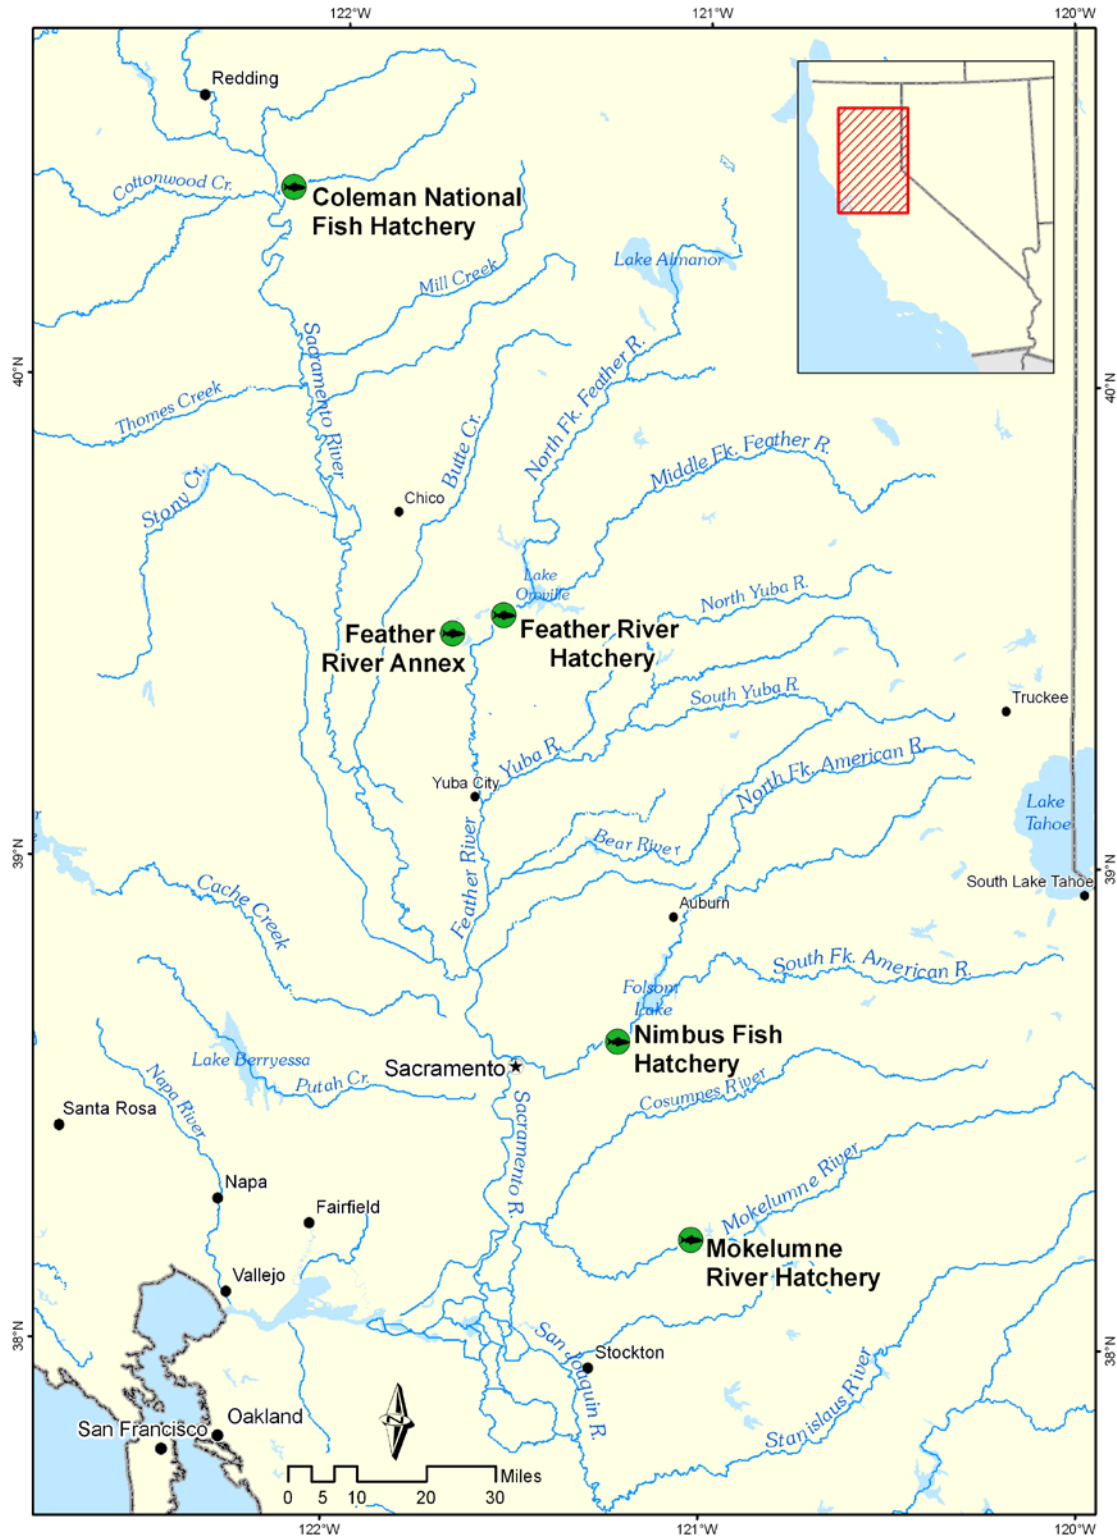 122°W
121°W
120°W
Redding
Cottonwood Cr.
Coleman National
Fish Hatchery
Lake Almanor
Mill Creek
Sacramento River
40°N
40°N
North Fk. Feather R.
Thomes Creek
Butte Cr.
Middle Fk. Feather R.
Stony Cr.
Chico
Lake
Oroville
North Yuba R.
Feather River
Hatchery
Feather
River Annex
South Yuba R.
Truckee
Yuba R.
Yuba City
North Fk. American R.
Lake
Tahoe
Feather River
Bear River
39°N
39°N
South Lake Tahoe
Cache Creek
Auburn
South Fk. American R.
Folsom
Lake
Nimbus Fish
Hatchery
Lake Berryessa
Sacramento
Putah Cr.
Napa River
Cosumnes River
Santa Rosa
Sacramento R.
Napa
Mokelumne River
Fairfield
Mokelumne
River Hatchery
Vallejo
38°N
38°N
San Joaquin R.
Stockton
Stanislaus River
Oakland
San Francisco
N
Miles
0 5 10 20 30
122°W
121°W
120°W